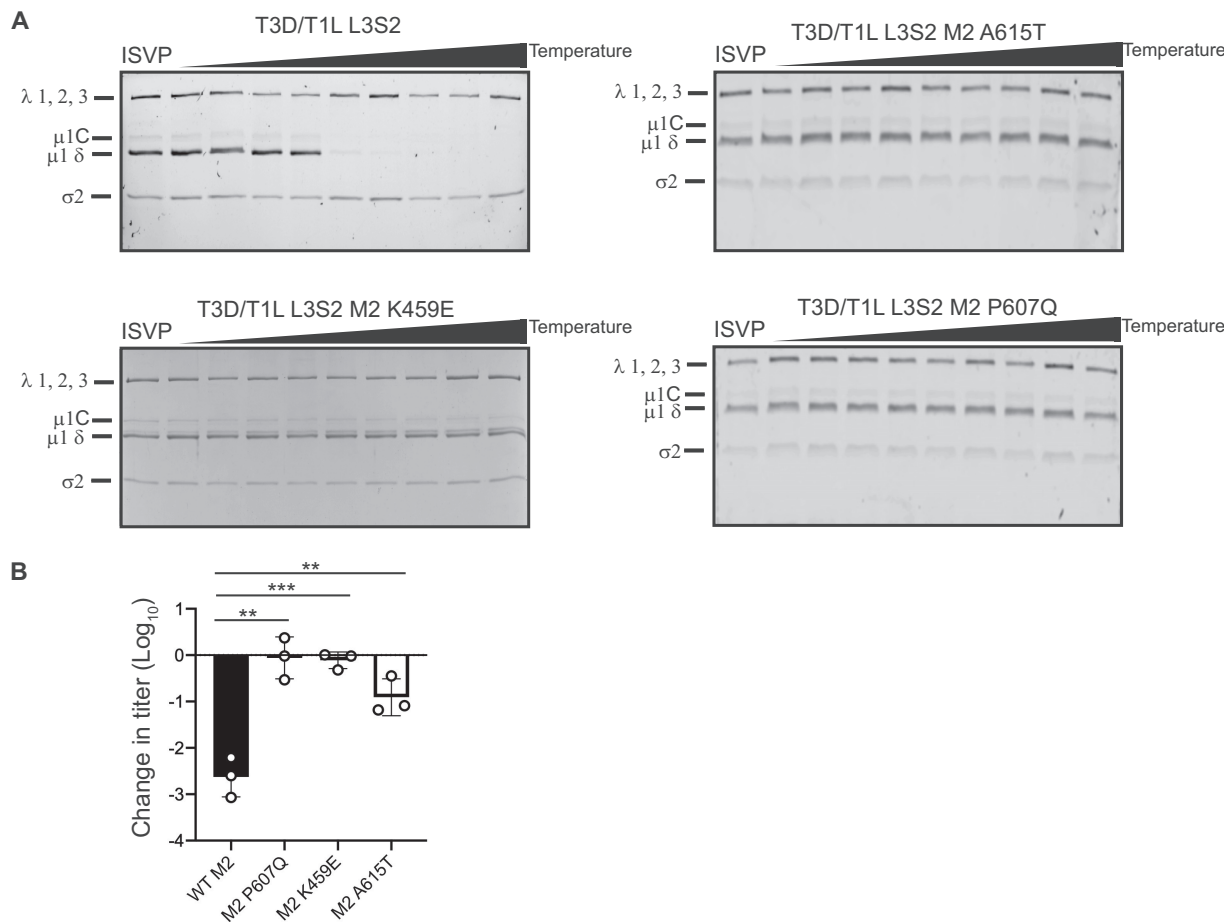 A
T3D/T1L L3S2
ISVP
Temperature
λ 1, 2, 3
μ1C
μ1 δ
σ2
T3D/T1L L3S2 M2 A615T
ISVP
Temperature
λ 1, 2, 3
μ1C
μ1 δ
σ2
T3D/T1L L3S2 M2 K459E
ISVP
Temperature
λ 1, 2, 3
μ1C
μ1 δ
σ2
T3D/T1L L3S2 M2 P607Q
ISVP
Temperature
λ 1, 2, 3
μ1C
μ1 δ
σ2
B
**
***
**
Change in titer (Log10)
1
0
-1
-2
-3
-4
WT M2
M2 P607Q
M2 K459E
M2 A615T